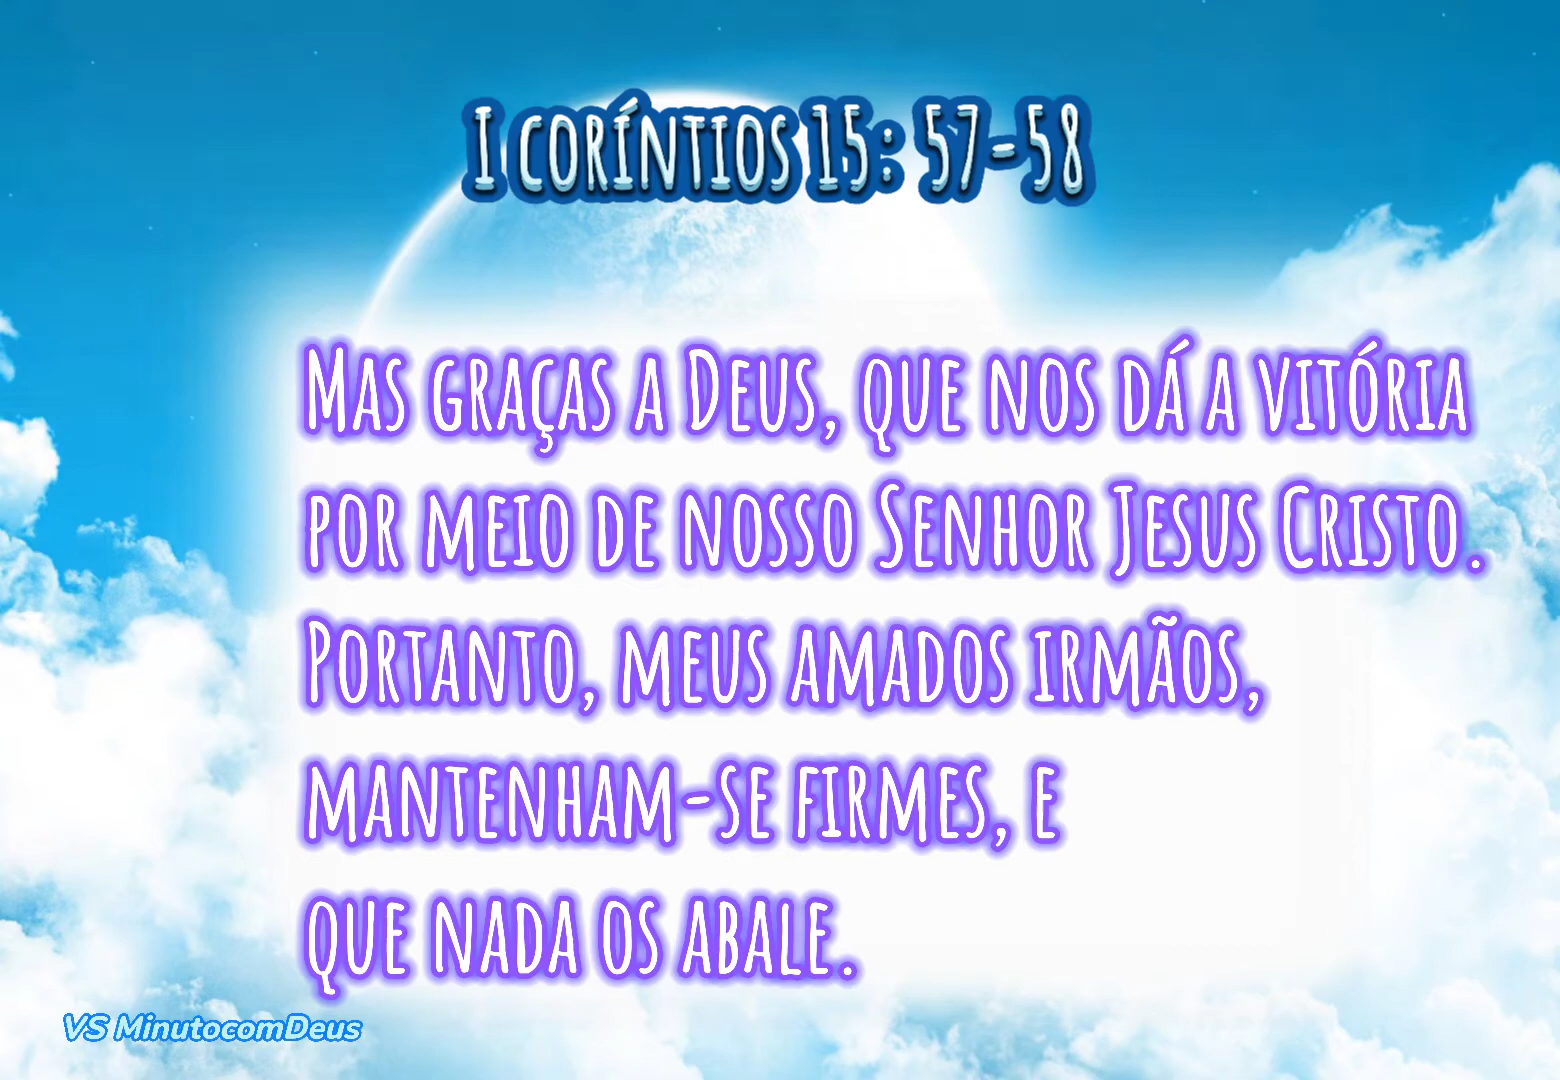 I Coríntios 15: 57-58
Mas graças a Deus, que nos dá a vitória
por meio de nosso Senhor Jesus Cristo.
Portanto, meus amados irmãos,
mantenham-se firmes, e
que nada os abale.
VS MinutocomDeus